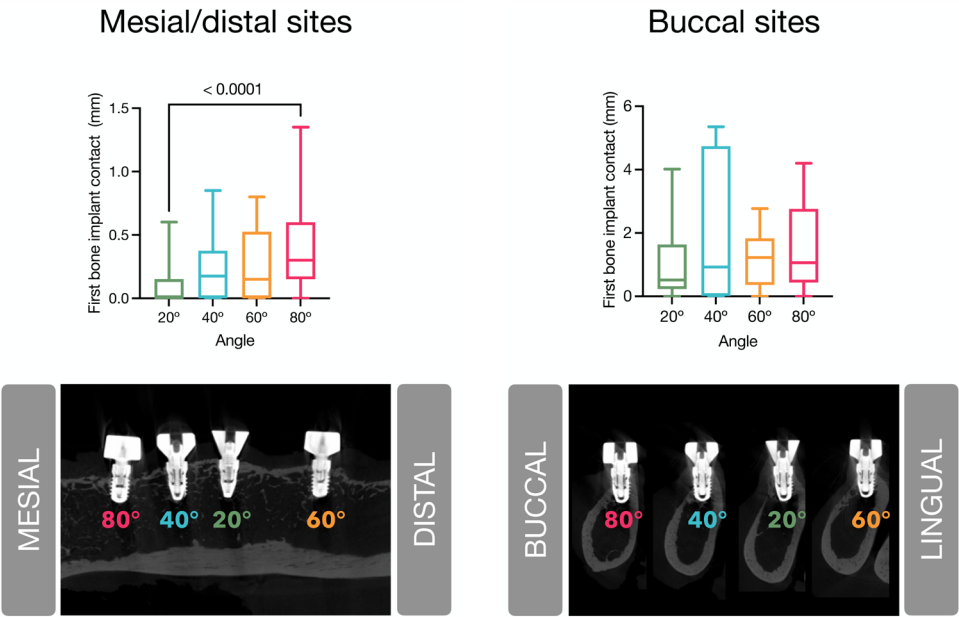 Mesial/distal sites
Buccal sites
< 0.0001
First bone implant contact (mm)
1.5
1.0
0.5
0.0
20º
40º
60º
80º
Angle
First bone implant contact (mm)
6
4
2
0
20º
40º
60º
80º
Angle
MESIAL
80°
40°
20°
60°
DISTAL
BUCCAL
80°
40°
20°
60°
LINGUAL